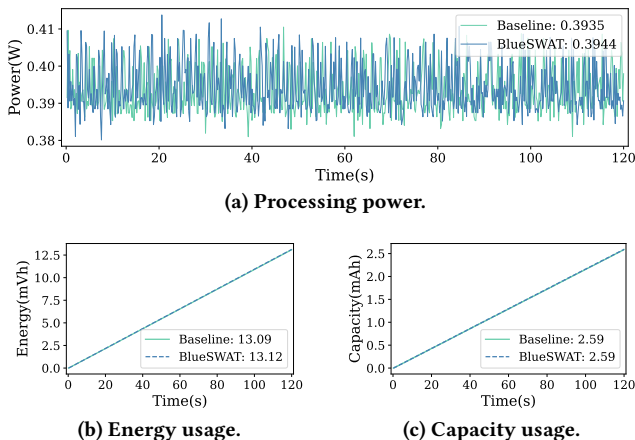 0.41
0.40
0.39
0.38
Power(W)
Baseline: 0.3935
BlueSWAT: 0.3944
0 20 40 60 80 100 120
Time(s)
(a) Processing power.
12.5
10.0
7.5
5.0
2.5
0.0
Energy(mVh)
Baseline: 13.09
BlueSWAT: 13.12
0 20 40 60 80 100 120
Time(s)
(b) Energy usage.
2.5
2.0
1.5
1.0
0.5
0.0
Capacity(mAh)
Baseline: 2.59
BlueSWAT: 2.59
0 20 40 60 80 100 120
Time(s)
(c) Capacity usage.